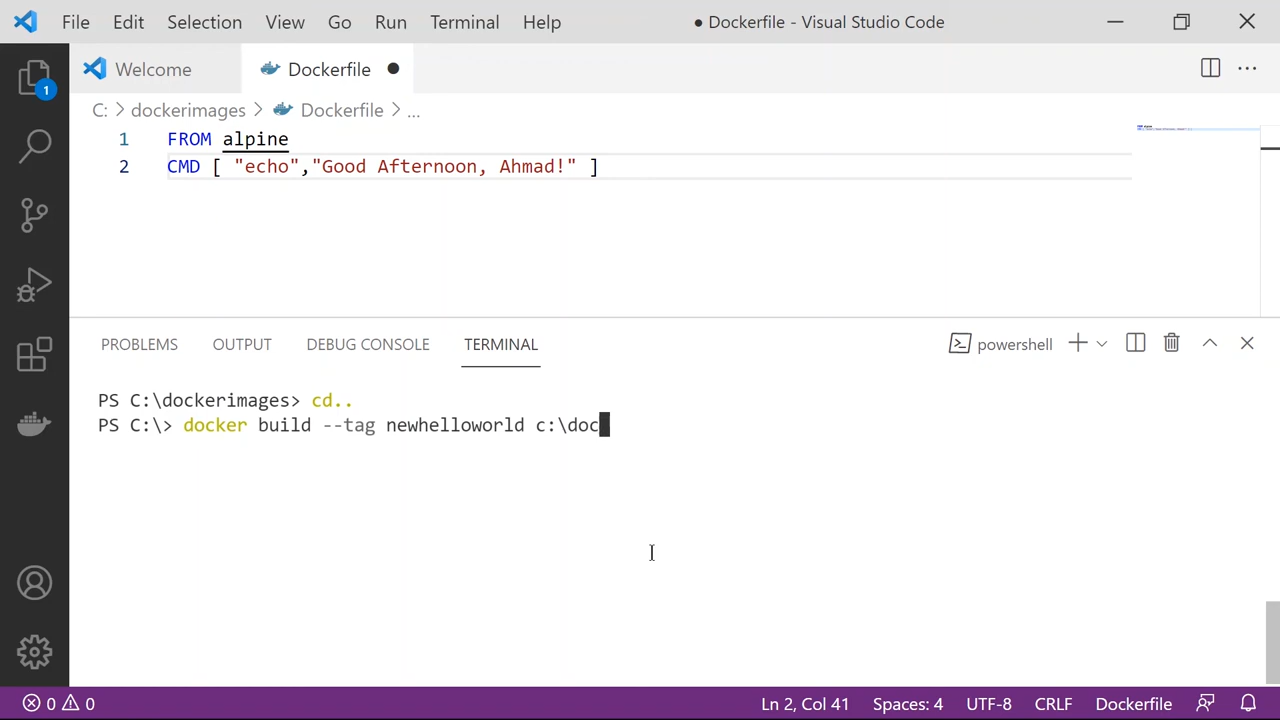 File Edit Selection View Go Run Terminal Help ● Dockerfile - Visual Studio Code
Welcome Dockerfile ●
C: > dockerimages > Dockerfile > ...
1 FROM alpine
2 CMD [ "echo","Good Afternoon, Ahmad!" ]
1
PROBLEMS OUTPUT DEBUG CONSOLE TERMINAL powershell
PS C:\dockerimages> cd..
PS C:\> docker build --tag newhelloworld c:\doc
0 0 Ln 2, Col 41 Spaces: 4 UTF-8 CRLF Dockerfile